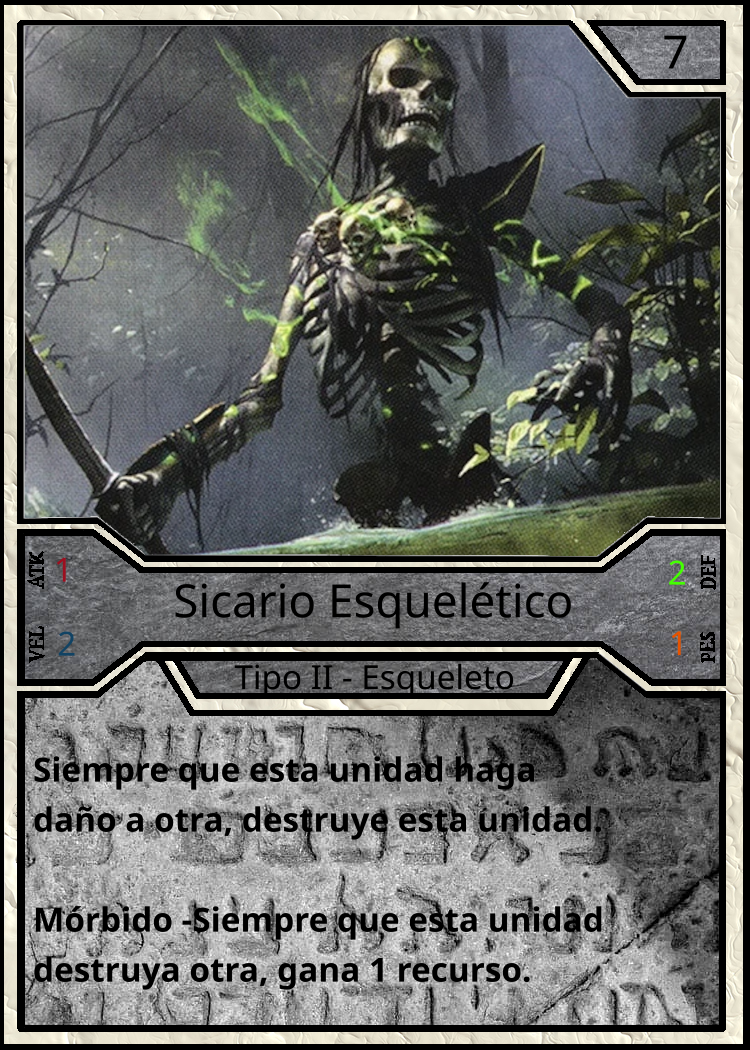 7
ATK 1
2 DEF
Sicario Esquelético
VEL 2
1 PES
Tipo II - Esqueleto
Siempre que esta unidad haga
daño a otra, destruye esta unidad.
Mórbido -Siempre que esta unidad
destruya otra, gana 1 recurso.